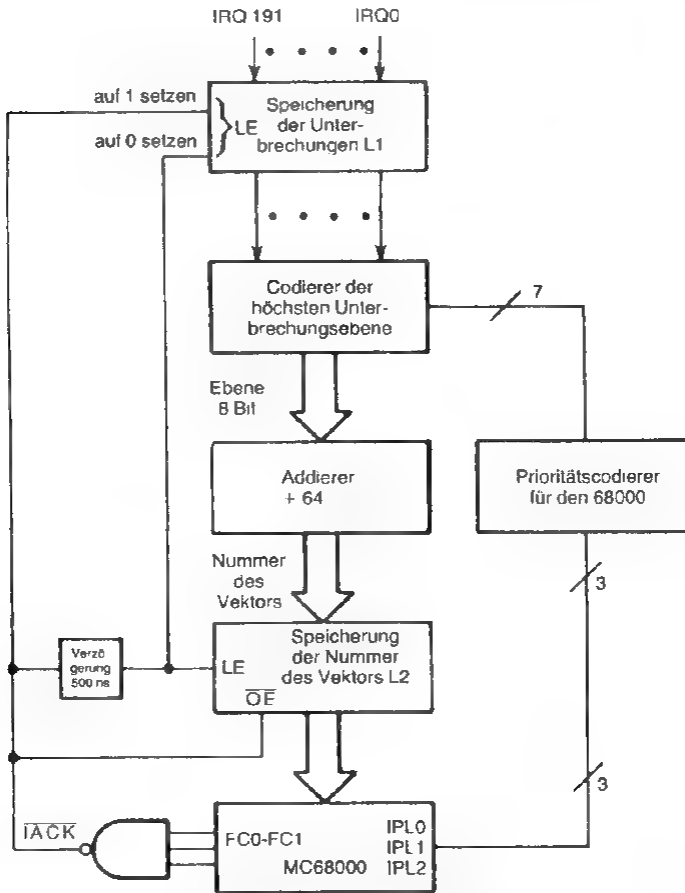 IRQ 191 IRQ0
auf 1 setzen
auf 0 setzen
LE
Speicherung
der Unter-
brechungen L1
Codierer der
höchsten Unter-
brechungsebene
7
Ebene
8 Bit
Addierer
+ 64
Prioritätscodierer
für den 68000
3
Nummer
des
Vektors
Verzö
gerung
500 ns
LE
Speicherung
der Nummer
des Vektors L2
OE
3
IACK
FC0-FC1
MC68000
IPL0
IPL1
IPL2